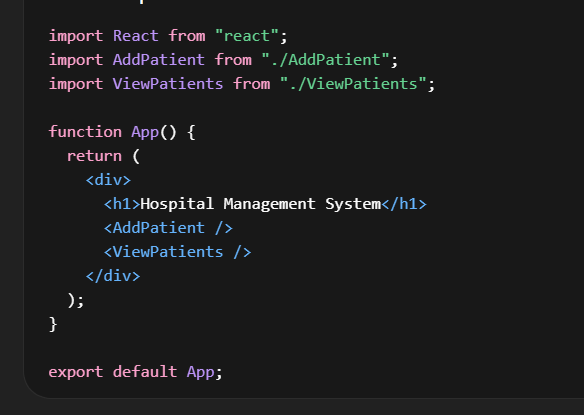 import React from "react";
import AddPatient from "./AddPatient";
import ViewPatients from "./ViewPatients";

function App() {
  return (
    <div>
      <h1>Hospital Management System</h1>
      <AddPatient />
      <ViewPatients />
    </div>
  );
}

export default App;